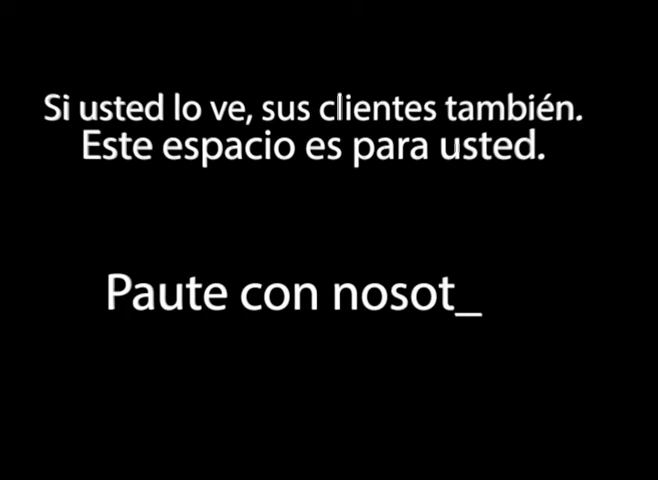 Si usted lo ve, sus clientes también.
Este espacio es para usted.
Paute con nosot_